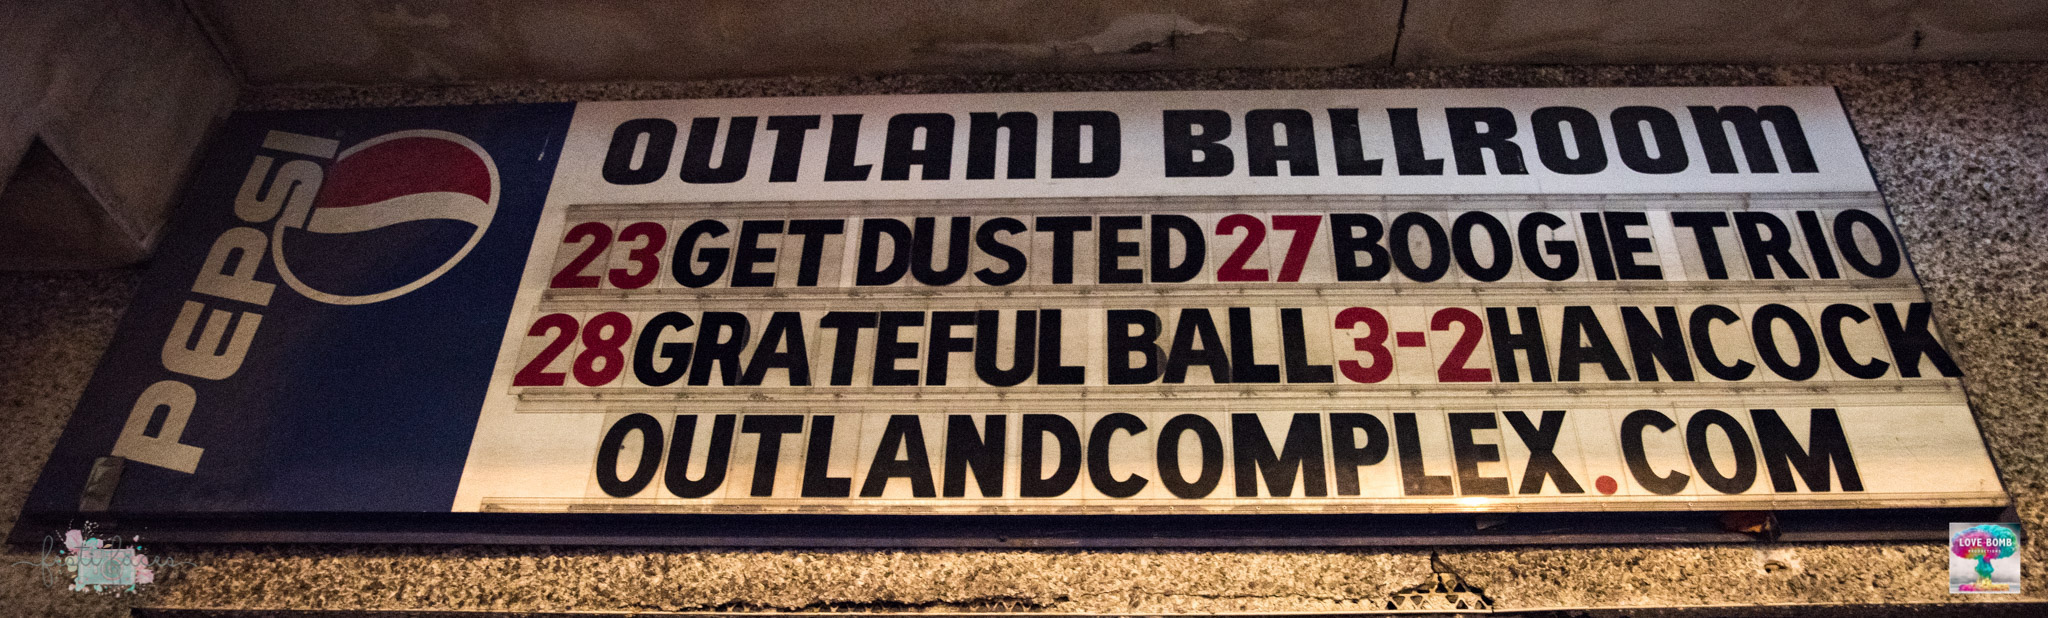 PEPSI
OUTLAND BALLROOM
23 GET DUSTED 27 BOOGIE TRIO
28 GRATEFUL BALL 3-2 HANCOCK
OUTLANDCOMPLEX.COM
LOVE BOMB
PRODUCTIONS